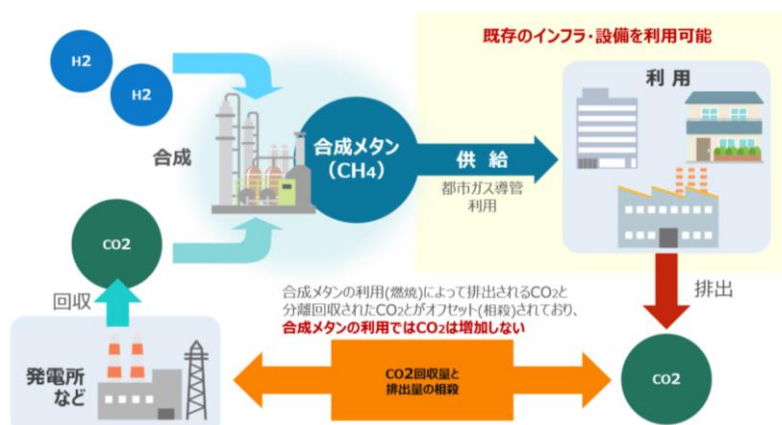 既存のインフラ・設備を利用可能
H2
H2
合成
合成メタン
（CH4）
供 給
都市ガス導管
利用
利 用
CO2
回収
発電所
など
合成メタンの利用(燃焼)によって排出されるCO2と
分離回収されたCO2とがオフセット(相殺)されており、
合成メタンの利用ではCO2は増加しない
排出
CO2回収量と
排出量の相殺
CO2